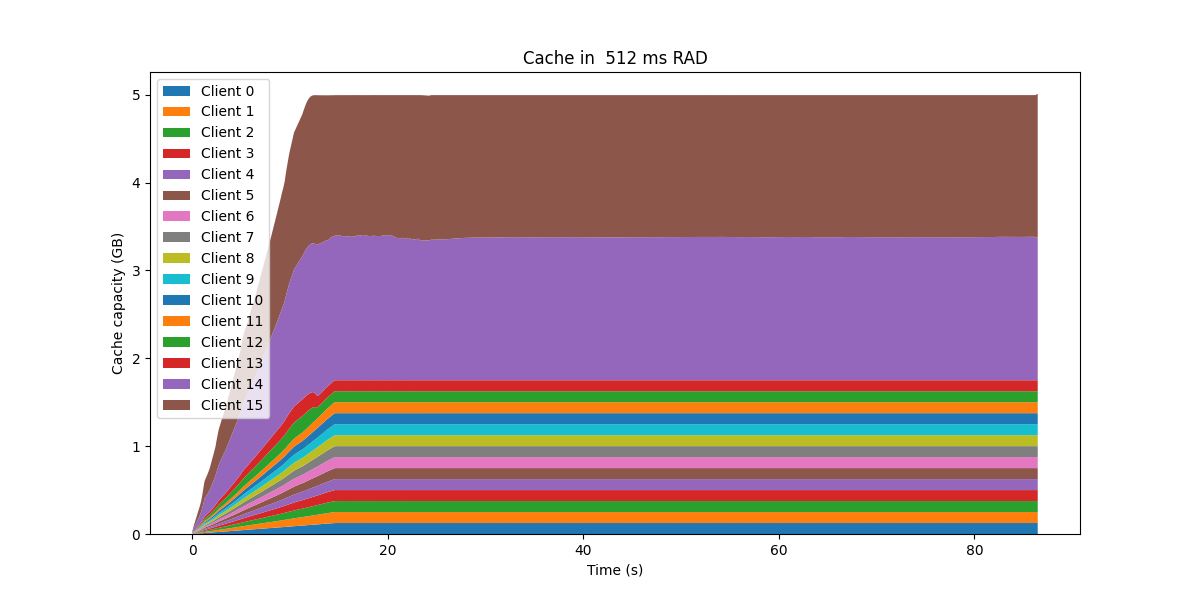 Cache in  512 ms RAD
Cache capacity (GB)
5
4
3
2
1
0
Client 0
Client 1
Client 2
Client 3
Client 4
Client 5
Client 6
Client 7
Client 8
Client 9
Client 10
Client 11
Client 12
Client 13
Client 14
Client 15
0 20 40 60 80
Time (s)